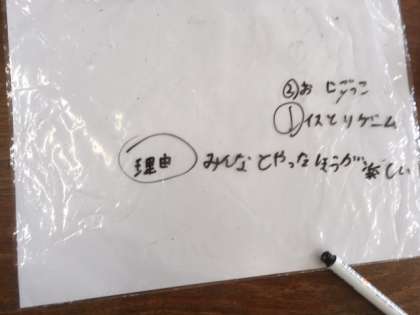 ②おにごっこ
①イスとりゲーム
理由 みんなとやったほうが楽しい